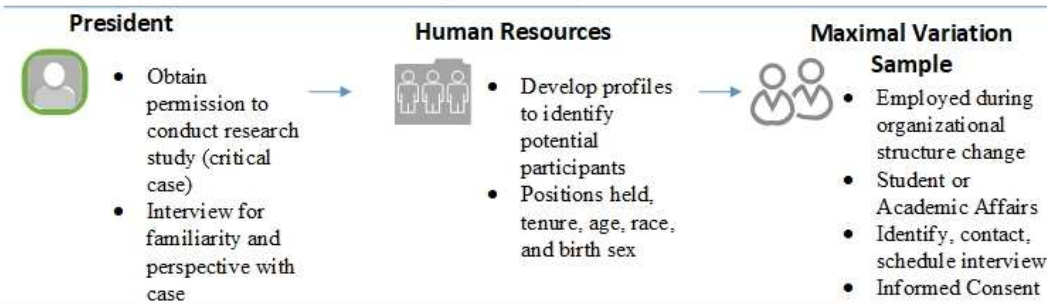 President
• Obtain
permission to
conduct research
study (critical
case)
• Interview for
familiarity and
perspective with
case
Human Resources
• Develop profiles
to identify
potential
participants
• Positions held,
tenure, age, race,
and birth sex
Maximal Variation
Sample
• Employed during
organizational
structure change
• Student or
Academic Affairs
• Identify, contact,
schedule interview
• Informed Consent